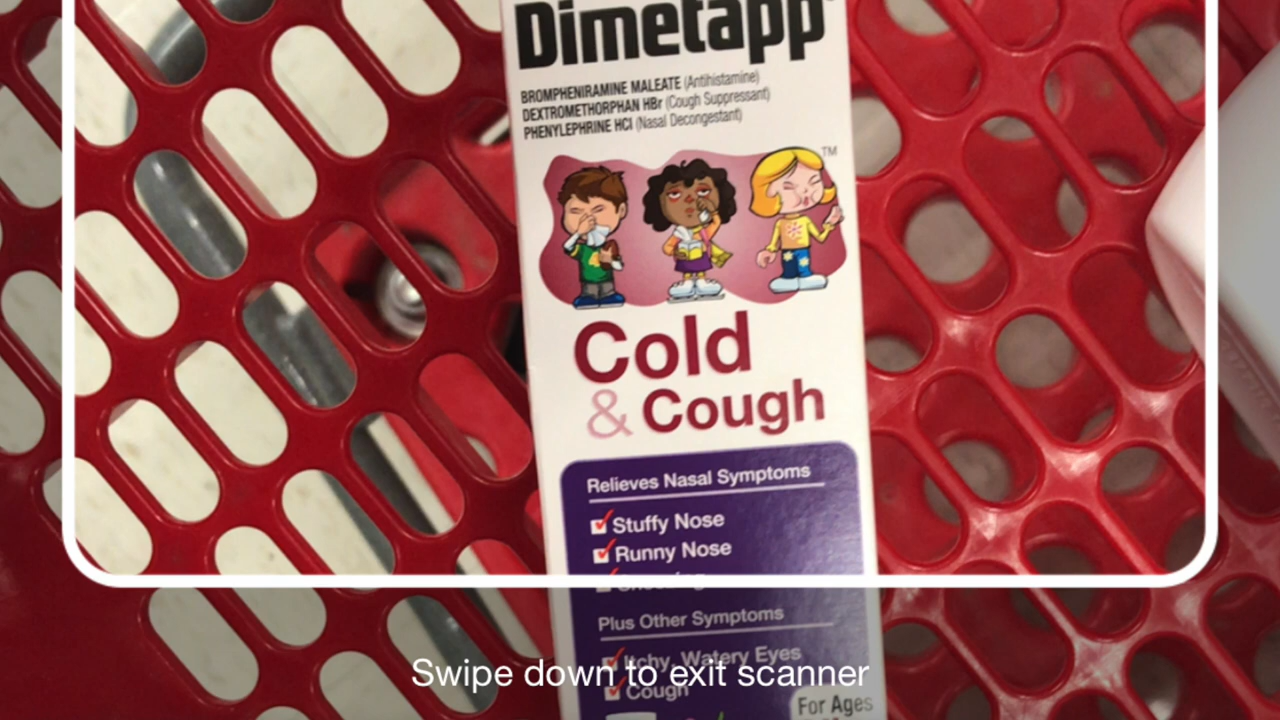 Dimetapp
BROMPHENIRAMINE MALEATE (Antihistamine)
DEXTROMETHORPHAN HBr (Cough Suppressant)
PHENYLEPHRINE HCl (Nasal Decongestant)
TM
Cold
& Cough
Relieves Nasal Symptoms
Stuffy Nose
Runny Nose
Plus Other Symptoms
Itchy, Watery Eyes
Swipe down to exit scanner
Cough
For Ages